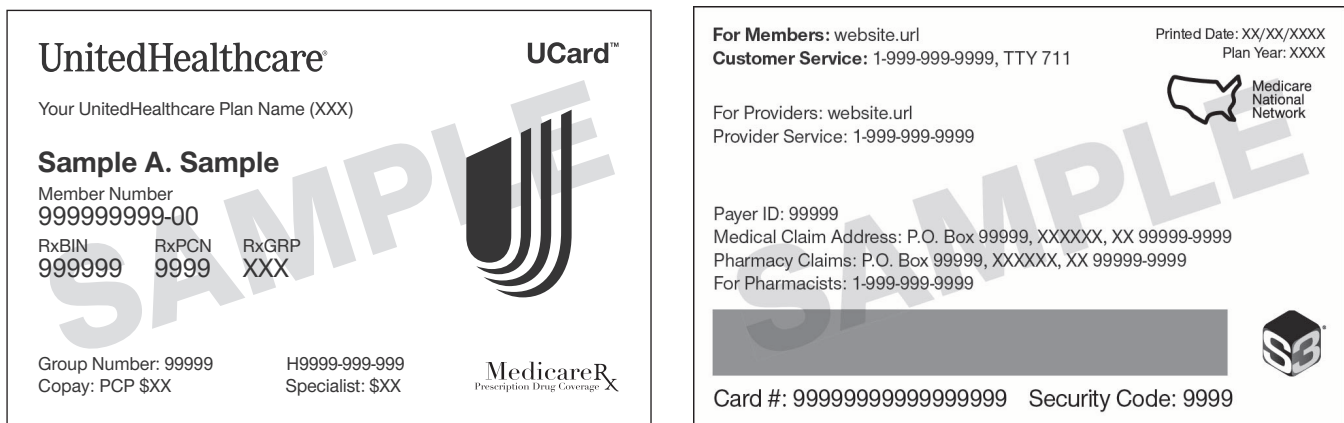 UnitedHealthcare®
UCard™
Your UnitedHealthcare Plan Name (XXX)
Sample A. Sample
Member Number
999999999-00
RxBIN RxPCN RxGRP
999999 9999 XXX
Group Number: 99999 H9999-999-999
Copay: PCP $XX Specialist: $XX
MedicareRx
Prescription Drug Coverage
SAMPLE
For Members: website.url
Customer Service: 1-999-999-9999, TTY 711
Printed Date: XX/XX/XXXX
Plan Year: XXXX
Medicare
National
Network
For Providers: website.url
Provider Service: 1-999-999-9999
Payer ID: 99999
Medical Claim Address: P.O. Box 99999, XXXXXX, XX 99999-9999
Pharmacy Claims: P.O. Box 99999, XXXXXX, XX 99999-9999
For Pharmacists: 1-999-999-9999
S3
Card #: 99999999999999999 Security Code: 9999
SAMPLE